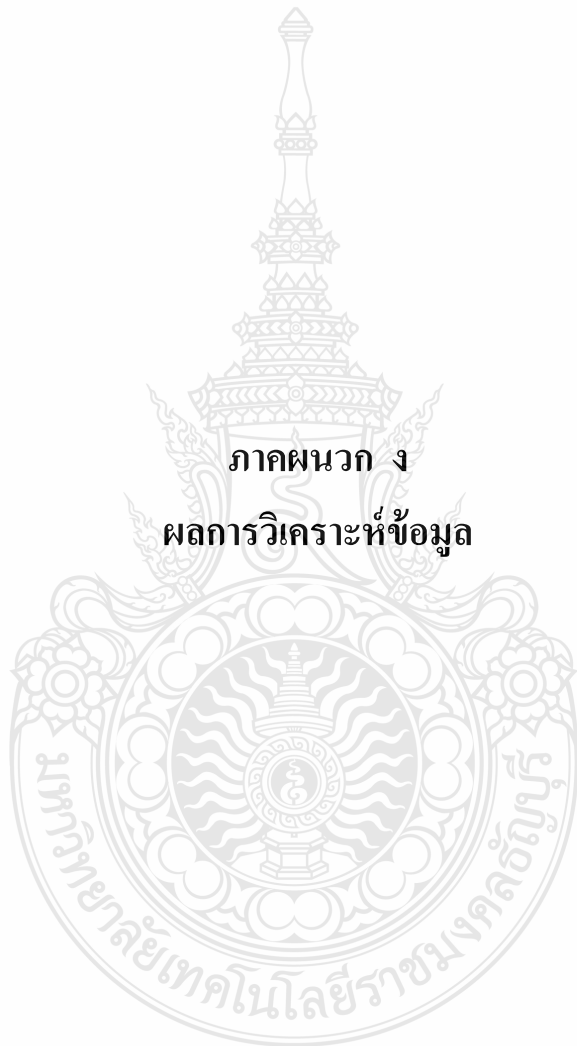 ภาคผนวก ง
ผลการวิเคราะห์ข้อมูล
มหาวิทยาลัยเทคโนโลยีราชมงคลธัญบุรี